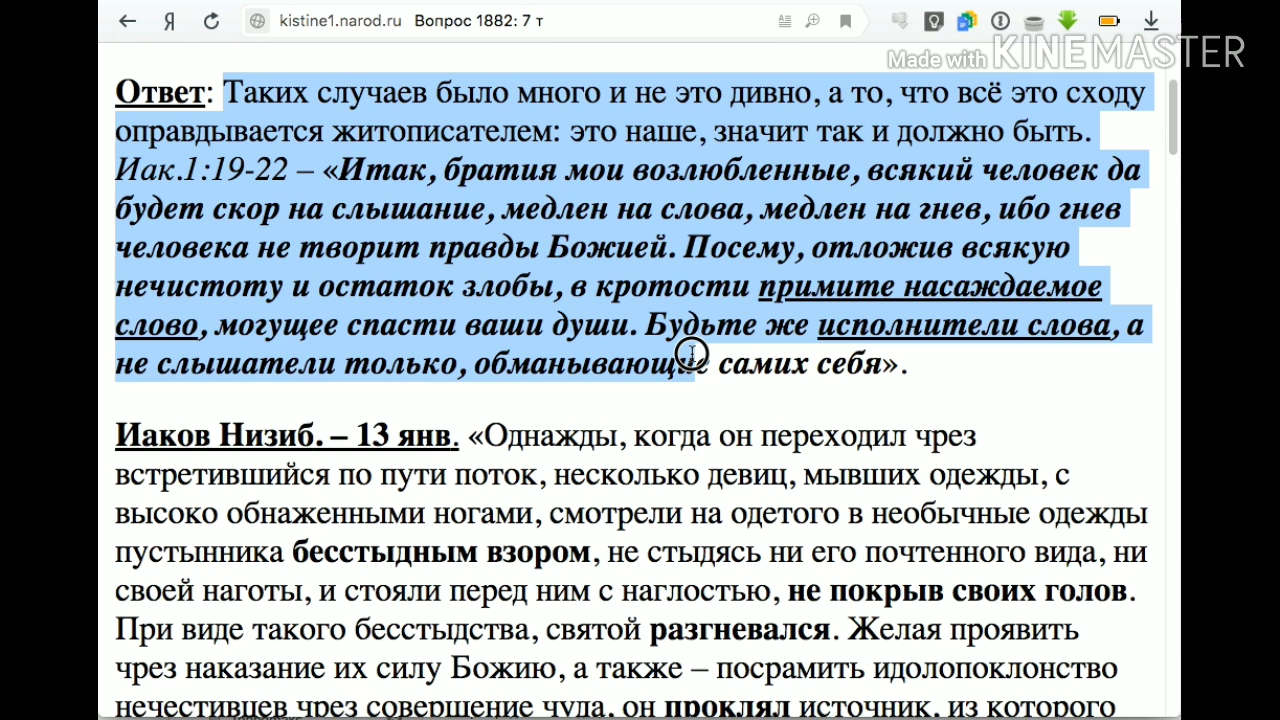 kistine1.narod.ru Вопрос 1882: 7 т
Made with KINEMASTER
Ответ: Таких случаев было много и не это дивно, а то, что всё это сходу
оправдывается житописателем: это наше, значит так и должно быть.
Иак.1:19-22 – «Итак, братия мои возлюбленные, всякий человек да
будет скор на слышание, медлен на слова, медлен на гнев, ибо гнев
человека не творит правды Божией. Посему, отложив всякую
нечистоту и остаток злобы, в кротости примите насаждаемое
слово, могущее спасти ваши души. Будьте же исполнители слова, а
не слышатели только, обманывающие самих себя».
Иаков Низиб. – 13 янв. «Однажды, когда он переходил чрез
встретившийся по пути поток, несколько девиц, мывших одежды, с
высоко обнаженными ногами, смотрели на одетого в необычные одежды
пустынника бесстыдным взором, не стыдясь ни его почтенного вида, ни
своей наготы, и стояли перед ним с наглостью, не покрыв своих голов.
При виде такого бесстыдства, святой разгневался. Желая проявить
чрез наказание их силу Божию, а также – посрамить идолопоклонство
нечестивцев чрез совершение чуда, он проклял источник, из которого